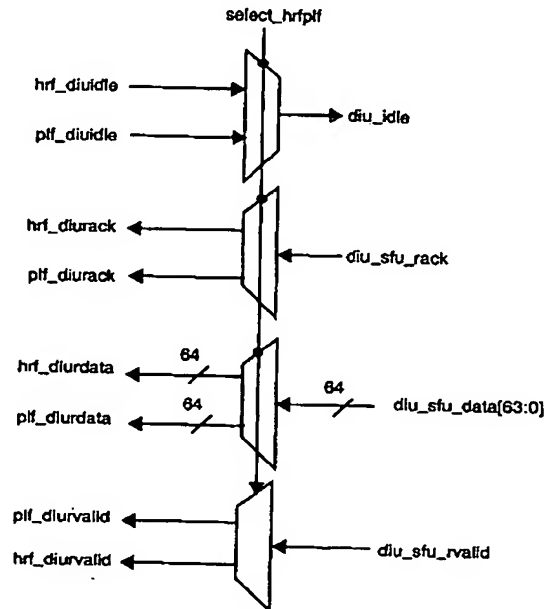 select_hrfplf
hrf_diuidle
plf_diuidle
diu_idle
hrf_diurack
plf_diurack
diu_sfu_rack
64
hrf_diurdata
64
plf_diurdata
64
diu_sfu_data[63:0]
plf_diurvalid
hrf_diurvalid
diu_sfu_rvalid